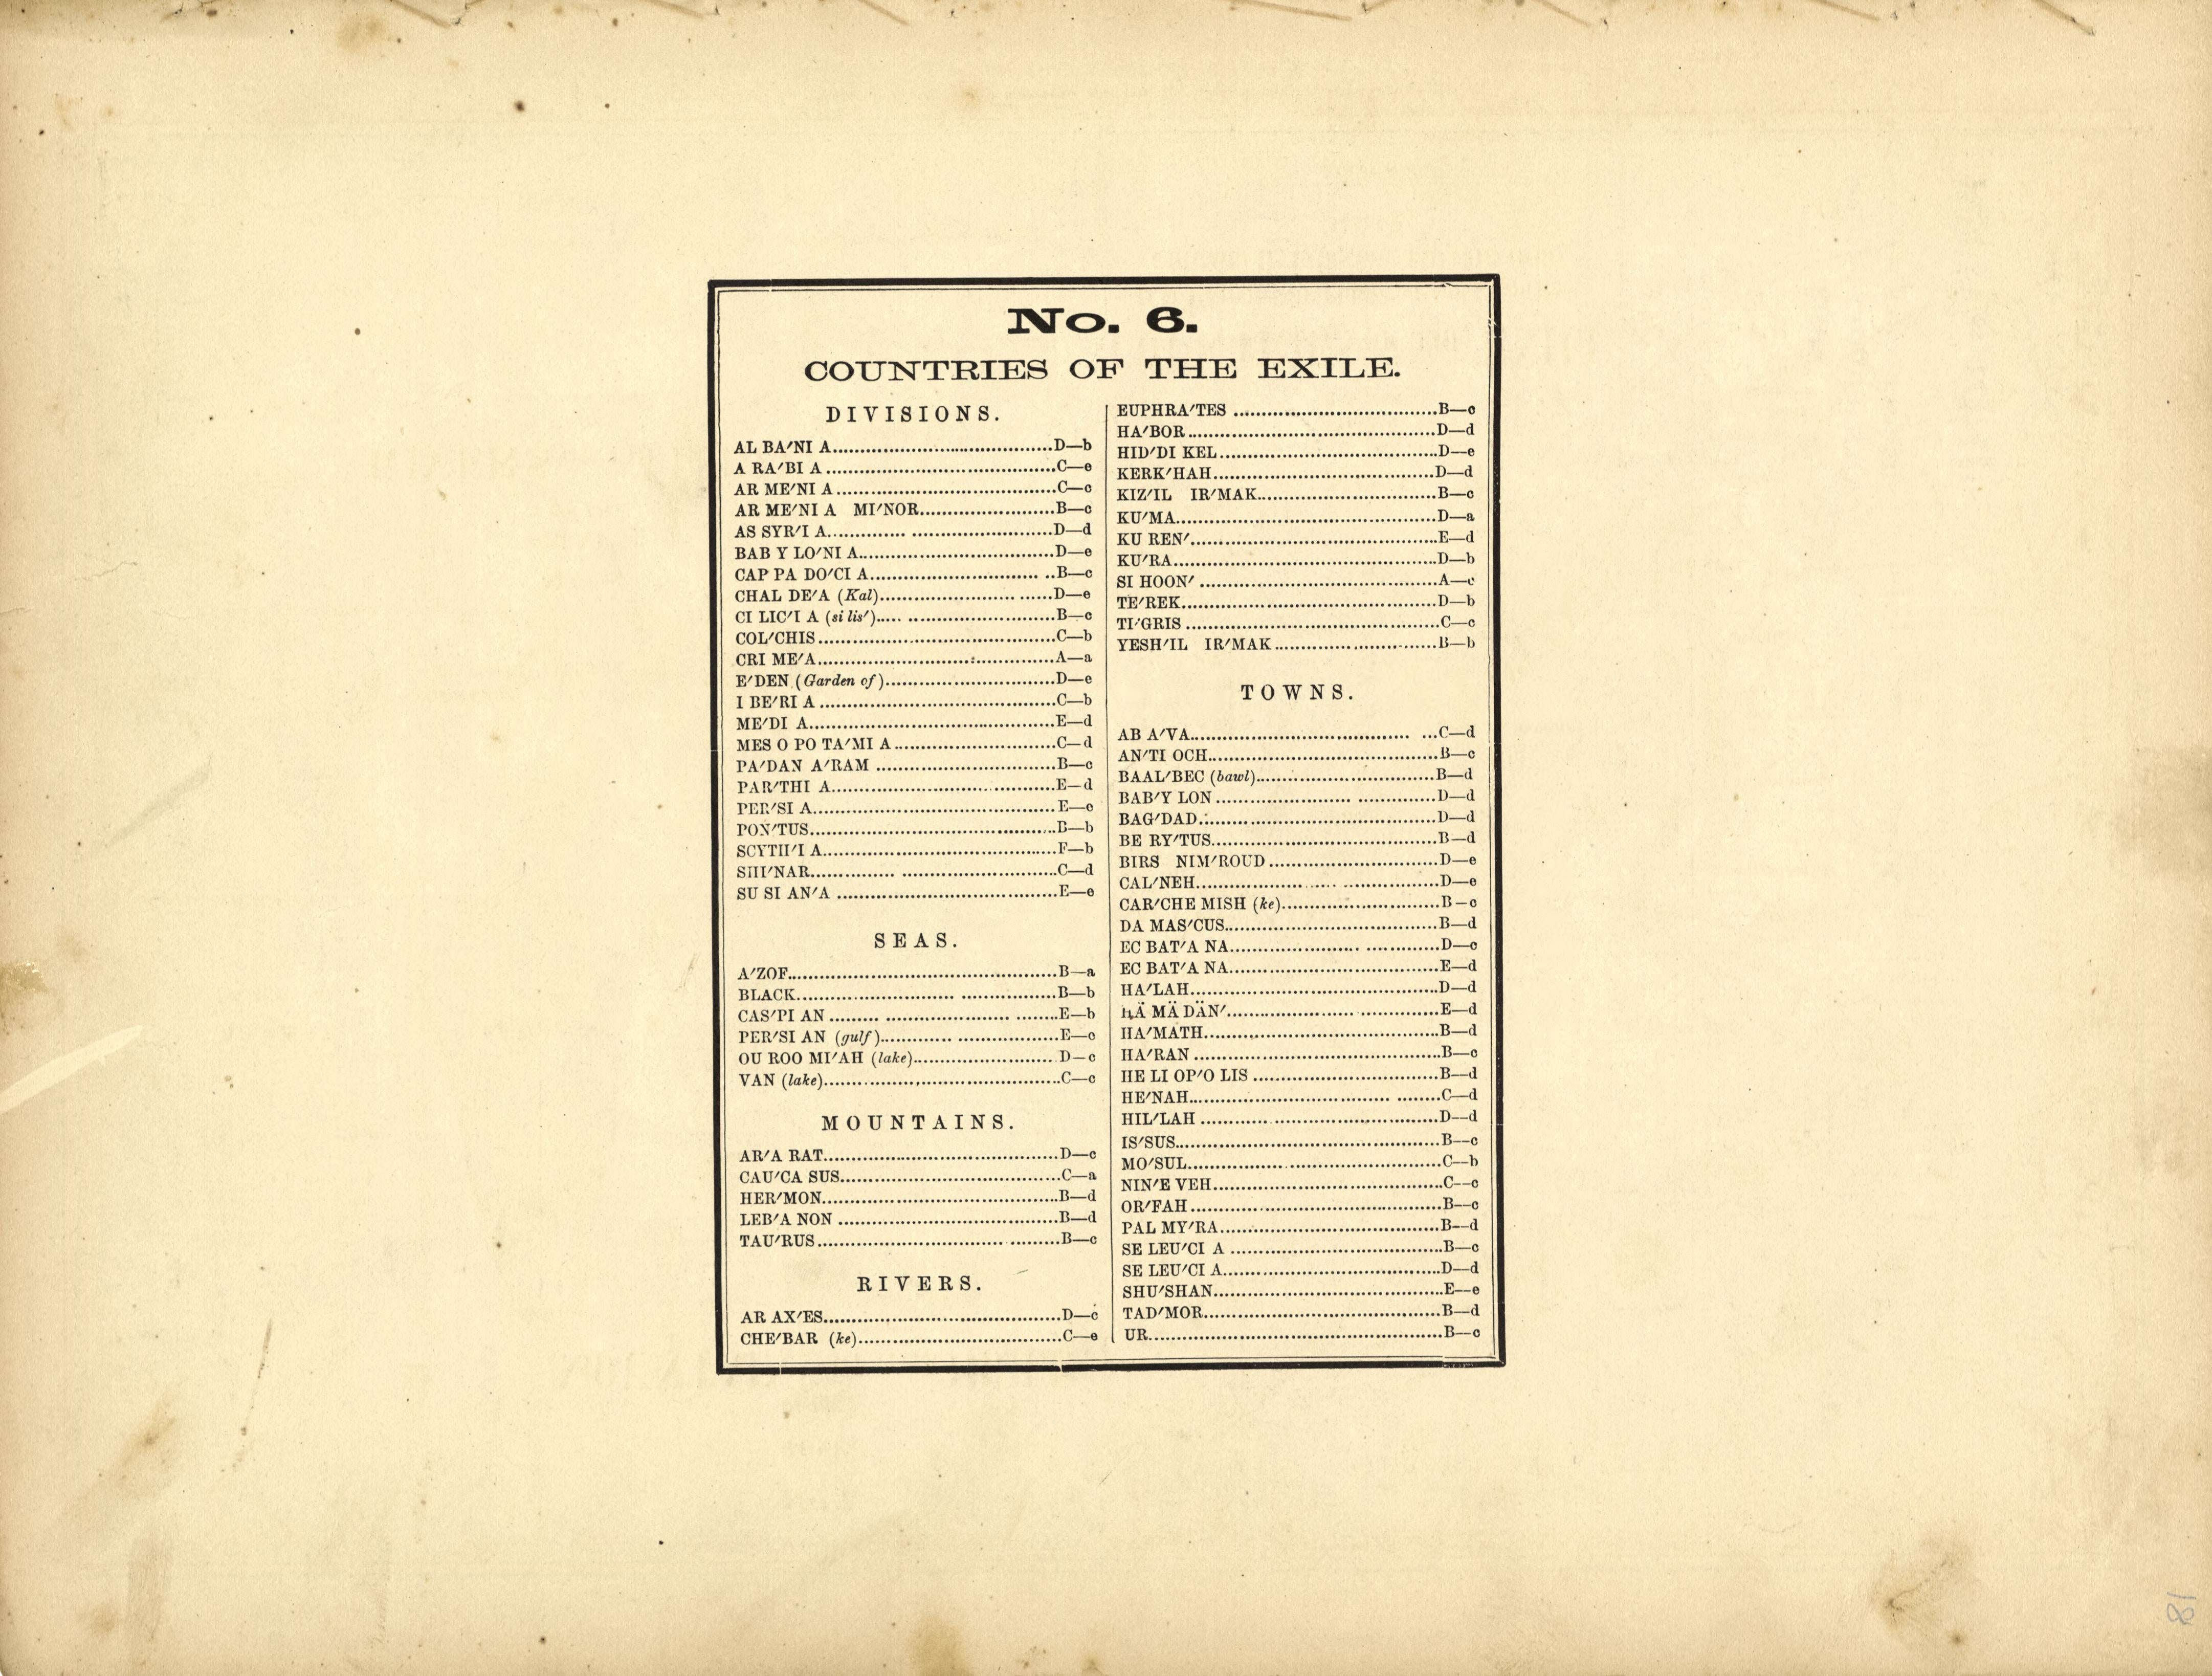 No. 6.
COUNTRIES OF THE EXILE.
DIVISIONS.
AL BA′NI A....................D—b
A RA′BI A....................C—e
AR ME′NI A....................C—c
AR ME′NI A MI′NOR....................B—c
AS SYR′I A....................D—d
BAB Y LO′NI A....................D—e
CAP PA DO′CI A....................B—c
CHAL DE′A (Kal)....................D—e
CI LIC′I A (si lis′)....................B—c
COL′CHIS....................C—b
CRI ME′A....................A—a
E′DEN (Garden of)....................D—e
I BE′RI A....................C—b
ME′DI A....................E—d
MES O PO TA′MI A....................C—d
PA′DAN A′RAM....................B—c
PAR′THI A....................E—d
PER′SI A....................E—e
PON′TUS....................B—b
SCYTH′I A....................F—b
SHI′NAR....................C—d
SU SI AN′A....................E—e
SEAS.
A′ZOF....................B—a
BLACK....................B—b
CAS′PI AN....................E—b
PER′SI AN (gulf)....................E—e
OU ROO MI′AH (lake)....................D—c
VAN (lake)....................C—c
MOUNTAINS.
AR′A RAT....................D—c
CAU′CA SUS....................C—a
HER′MON....................B—d
LEB′A NON....................B—d
TAU′RUS....................B—c
RIVERS.
AR AX′ES....................D—c
CHE′BAR (ke)....................C—e
EUPHRA′TES....................B—c
HA′BOR....................D—d
HID′DI KEL....................D—e
KERK′HAH....................D—d
KIZ′IL IR′MAK....................B—c
KU′MA....................D—a
KU REN′....................E—d
KU′RA....................D—b
SI HOON′....................A—c
TE′REK....................D—b
TI′GRIS....................C—c
YESH′IL IR′MAK....................B—b
TOWNS.
AB A′VA....................C—d
AN′TI OCH....................B—c
BAAL′BEC (bawl)....................B—d
BAB′Y LON....................D—d
BAG′DAD....................D—d
BE RY′TUS....................B—d
BIRS NIM′ROUD....................D—e
CAL′NEH....................D—e
CAR′CHE MISH (ke)....................B—c
DA MAS′CUS....................B—d
EC BAT′A NA....................D—c
EC BAT′A NA....................E—d
HA′LAH....................D—d
HÄ MÄ DÄN′....................E—d
HA′MATH....................B—d
HA′RAN....................B—c
HE LI OP′O LIS....................B—d
HE′NAH....................C—d
HIL′LAH....................D—d
IS′SUS....................B—c
MO′SUL....................C—b
NIN′E VEH....................C—c
OR′FAH....................B—c
PAL MY′RA....................B—d
SE LEU′CI A....................B—c
SE LEU′CI A....................D—d
SHU′SHAN....................E—e
TAD′MOR....................B—d
UR....................B—c
81